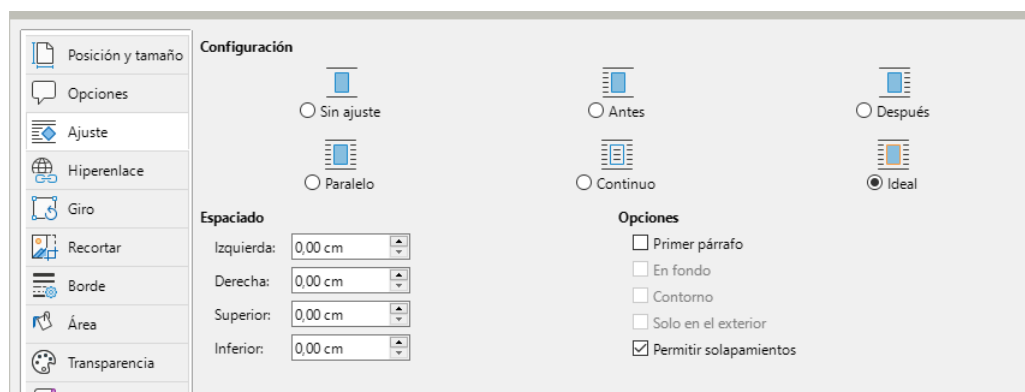 Posición y tamaño
Opciones
Ajuste
Hiperenlace
Giro
Recortar
Borde
Área
Transparencia
Configuración
Sin ajuste
Antes
Después
Paralelo
Continuo
Ideal
Espaciado
Izquierda: 0,00 cm
Derecha: 0,00 cm
Superior: 0,00 cm
Inferior: 0,00 cm
Opciones
Primer párrafo
En fondo
Contorno
Solo en el exterior
Permitir solapamientos